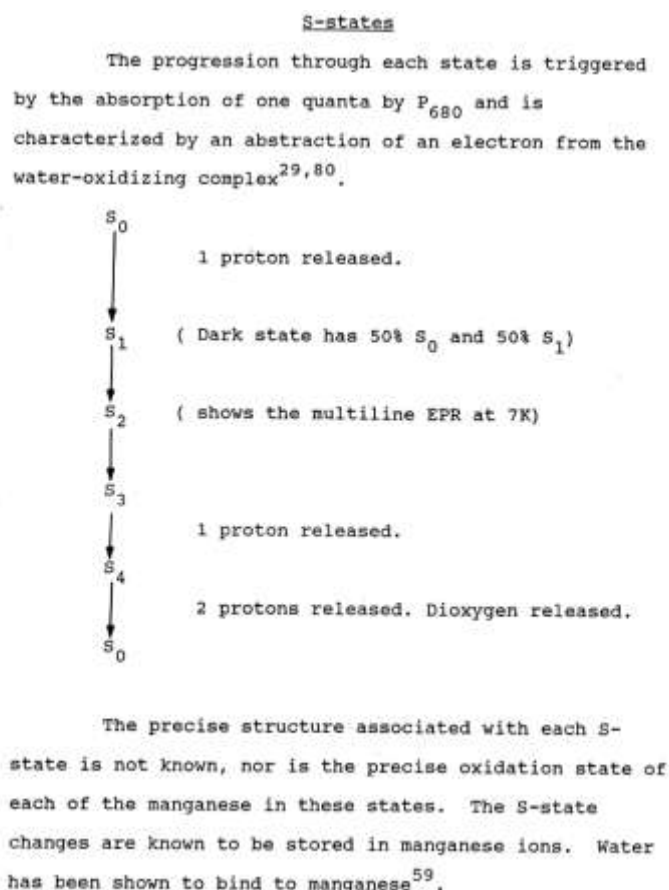 S-states
The progression through each state is triggered
by the absorption of one quanta by P680 and is
characterized by an abstraction of an electron from the
water-oxidizing complex29,80.
S0
1 proton released.
S1 ( Dark state has 50% S0 and 50% S1)
S2 ( shows the multiline EPR at 7K)
S3
1 proton released.
S4
2 protons released. Dioxygen released.
S0
The precise structure associated with each S-
state is not known, nor is the precise oxidation state of
each of the manganese in these states. The S-state
changes are known to be stored in manganese ions. Water
has been shown to bind to manganese59.